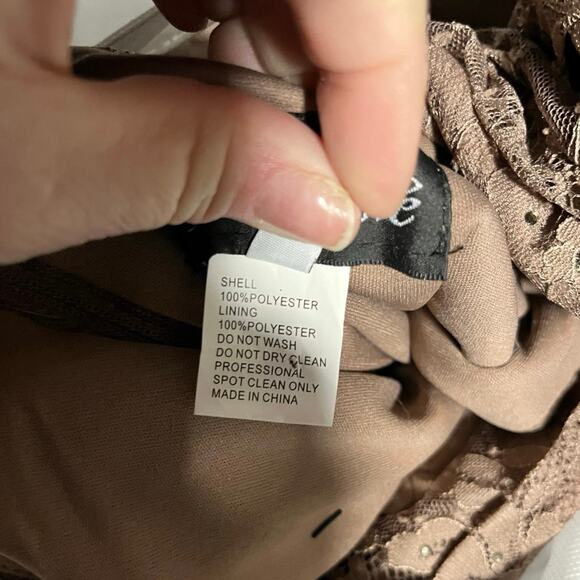 SHELL
100%POLYESTER
LINING
100%POLYESTER
DO NOT WASH
DO NOT DRY CLEAN
PROFESSIONAL
SPOT CLEAN ONLY
MADE IN CHINA